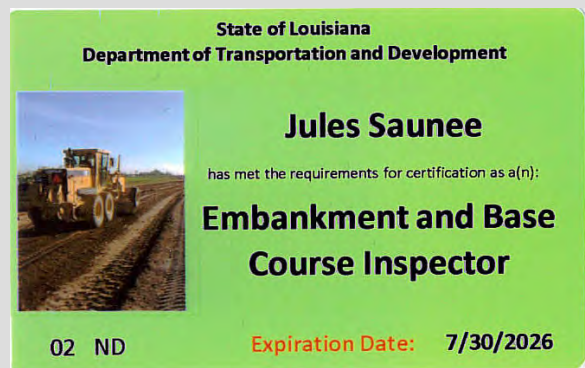 State of Louisiana
Department of Transportation and Development
Jules Saunee
has met the requirements for certification as a(n):
Embankment and Base
Course Inspector
02 ND
Expiration Date: 7/30/2026